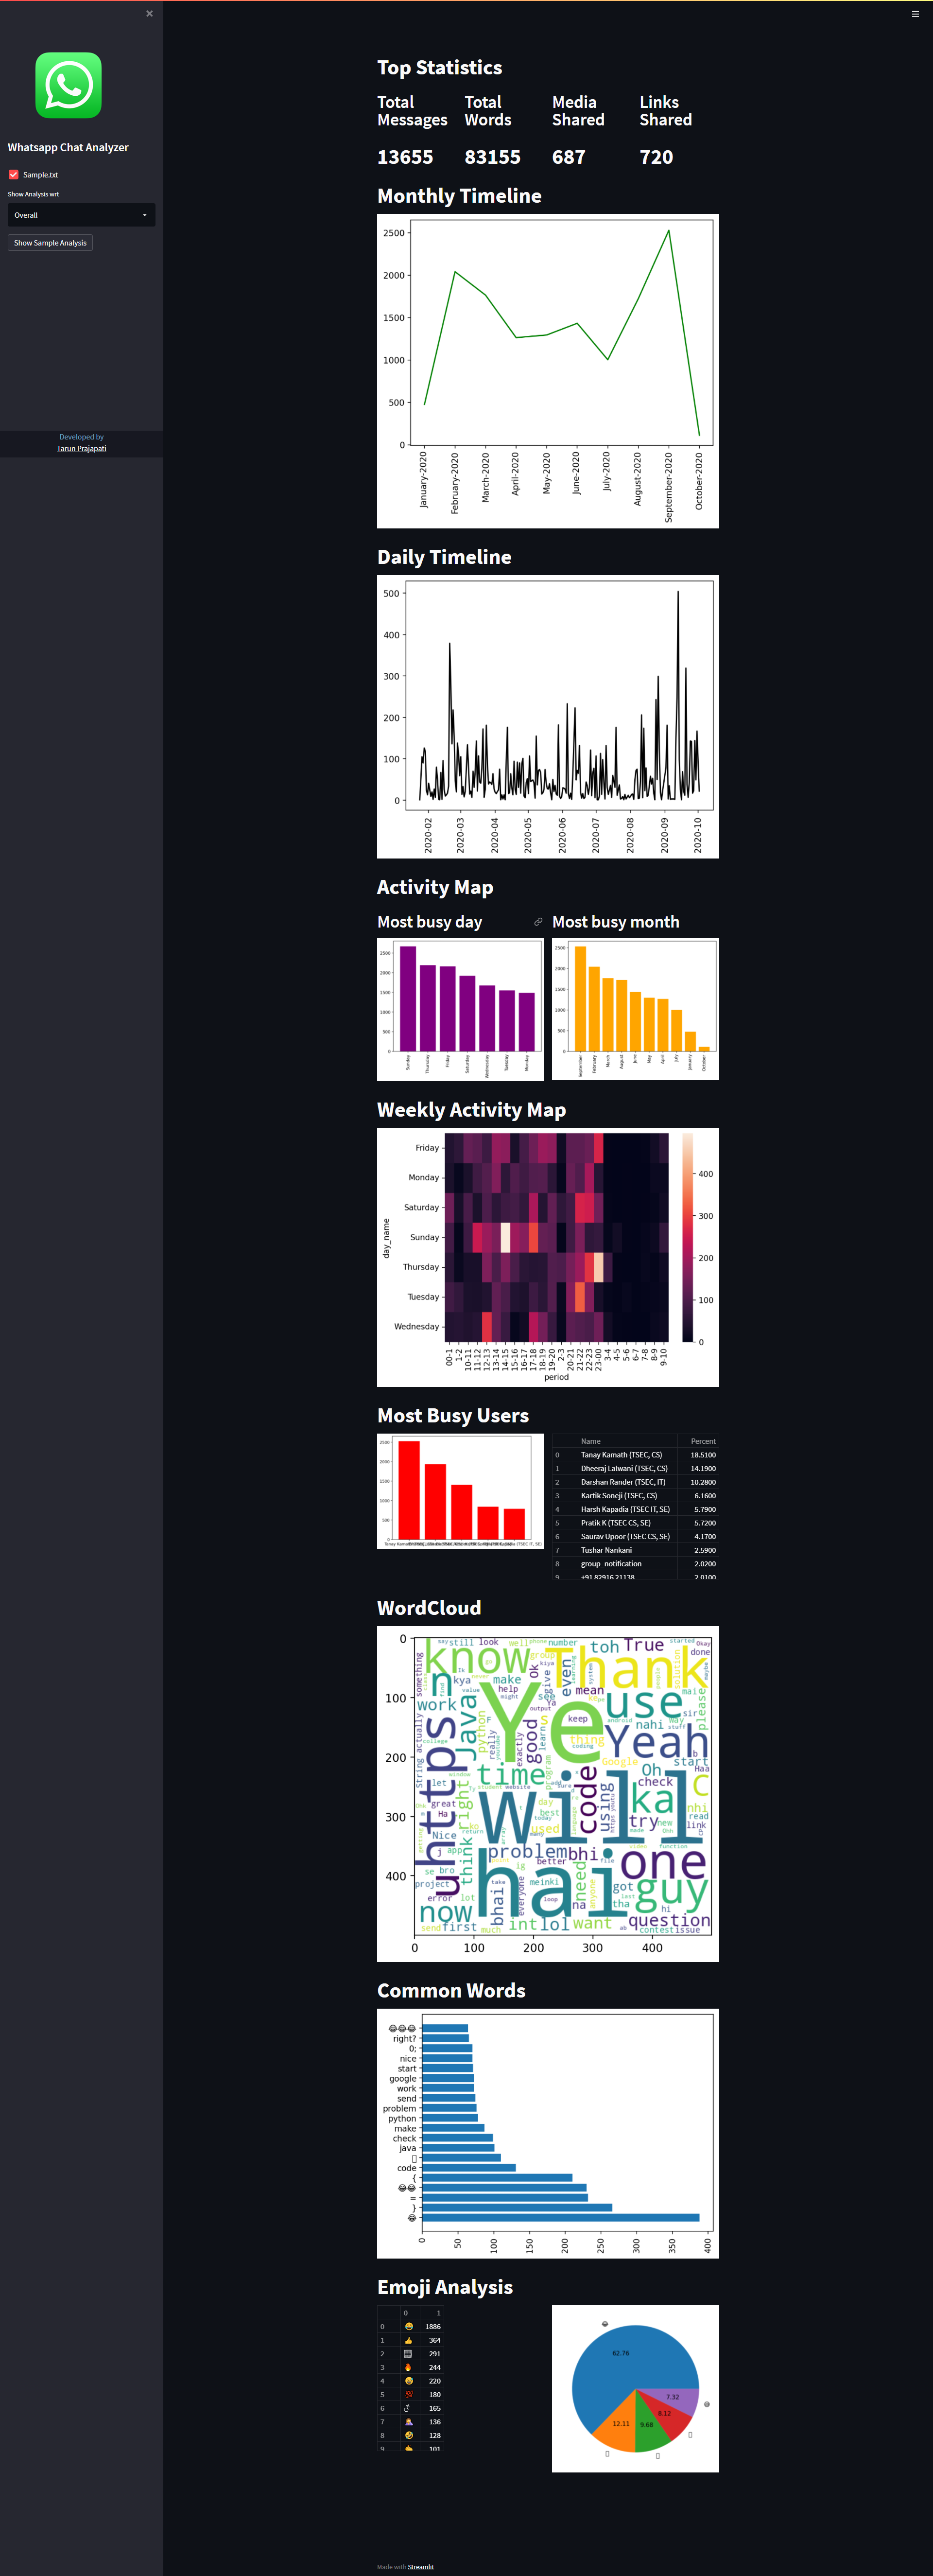 Whatsapp Chat Analyzer
Sample.txt
Show Analysis wrt
Overall
Show Sample Analysis
Developed by
Tarun Prajapati
Top Statistics
Total Messages
Total Words
Media Shared
Links Shared
13655 83155 687 720
Monthly Timeline
2500
2000
1500
1000
500
0
January-2020
February-2020
March-2020
April-2020
May-2020
June-2020
July-2020
August-2020
September-2020
October-2020
Daily Timeline
500
400
300
200
100
0
2020-02
2020-03
2020-04
2020-05
2020-06
2020-07
2020-08
2020-09
2020-10
Activity Map
Most busy day
2500
2000
1500
1000
500
0
Sunday
Thursday
Friday
Saturday
Wednesday
Tuesday
Monday
Most busy month
2500
2000
1500
1000
500
0
September
February
March
August
June
May
April
July
January
October
Weekly Activity Map
day_name
Friday
Monday
Saturday
Sunday
Thursday
Tuesday
Wednesday
00-1
1-2
10-11
11-12
12-13
13-14
14-15
15-16
16-17
17-18
18-19
19-20
2-3
20-21
21-22
22-23
23-00
3-4
4-5
5-6
6-7
7-8
8-9
9-10
period
400
300
200
100
0
Most Busy Users
2500
2000
1500
1000
500
0
Name Percent
0 Tanay Kamath (TSEC, CS) 18.5100
1 Dheeraj Lalwani (TSEC, CS) 14.1900
2 Darshan Rander (TSEC, IT) 10.2800
3 Kartik Soneji (TSEC, CS) 6.1600
4 Harsh Kapadia (TSEC IT, SE) 5.7900
5 Pratik K (TSEC CS, SE) 5.7200
6 Saurav Upoor (TSEC CS, SE) 4.1700
7 Tushar Nankani 2.5900
8 group_notification 2.0200
9 +91 82916 21138 2.0100
WordCloud
0
100
200
300
400
0 100 200 300 400
know
Thank
Ye
use
Yeah
will
hai
https
Java
time
code
ka
one
guy
now
good
work
problem
bhi
question
want
lol
int
first
think
right
using
try
check
start
need
bhai
used
even
toh
True
make
kya
mean
Oh
Ok
see
help
nahi
Nice
got
na
tha
Google
python
thing
please
Common Words
😂😂😂
right?
0;
nice
start
google
work
send
problem
python
make
check
java
code
{
😂😂
=
}
😂
0
50
100
150
200
250
300
350
400
Emoji Analysis
0 1
0 1886
1 👍 364
2 291
3 🔥 244
4 220
5 💯 180
6 ♂ 165
7 136
8 128
9 101
62.76
12.11
9.68
8.12
7.32
Made with Streamlit